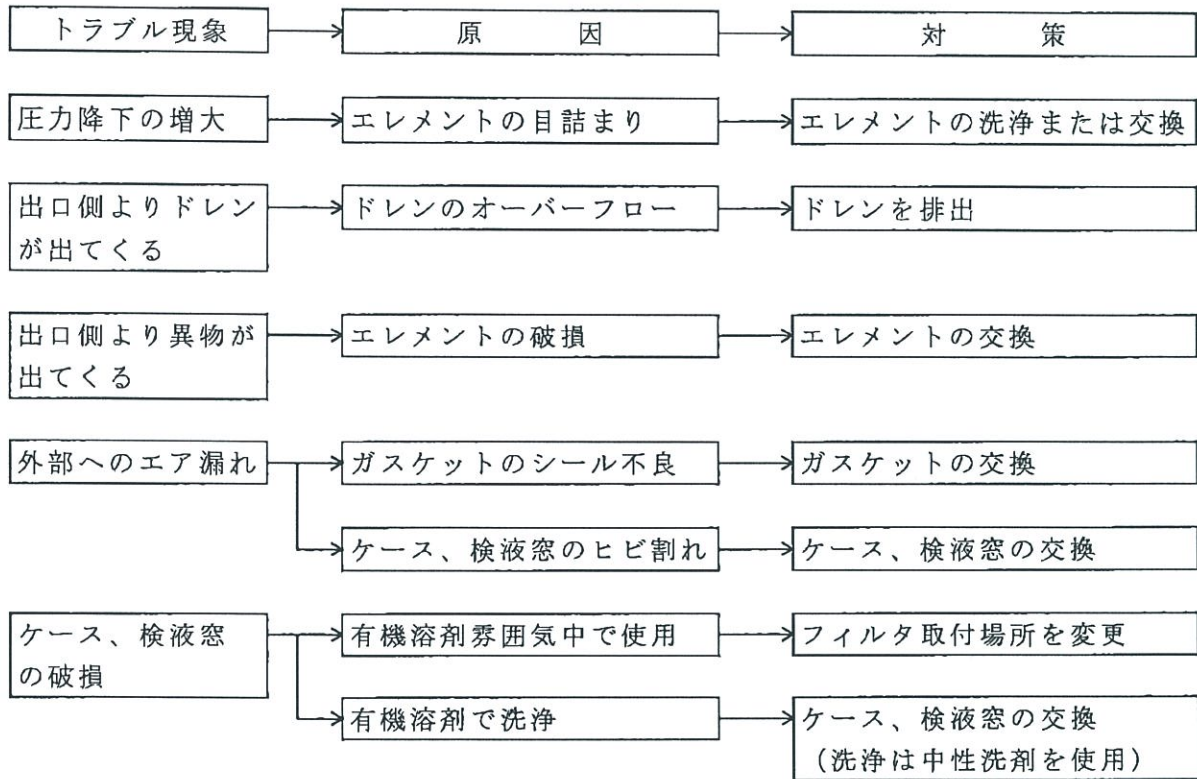 トラブル現象
原因
対策
圧力降下の増大
エレメントの目詰まり
エレメントの洗浄または交換
出口側よりドレン
が出てくる
ドレンのオーバーフロー
ドレンを排出
出口側より異物が
出てくる
エレメントの破損
エレメントの交換
外部へのエア漏れ
ガスケットのシール不良
ガスケットの交換
ケース、検液窓のヒビ割れ
ケース、検液窓の交換
ケース、検液窓
の破損
有機溶剤雰囲気中で使用
フィルタ取付場所を変更
有機溶剤で洗浄
ケース、検液窓の交換
(洗浄は中性洗剤を使用)